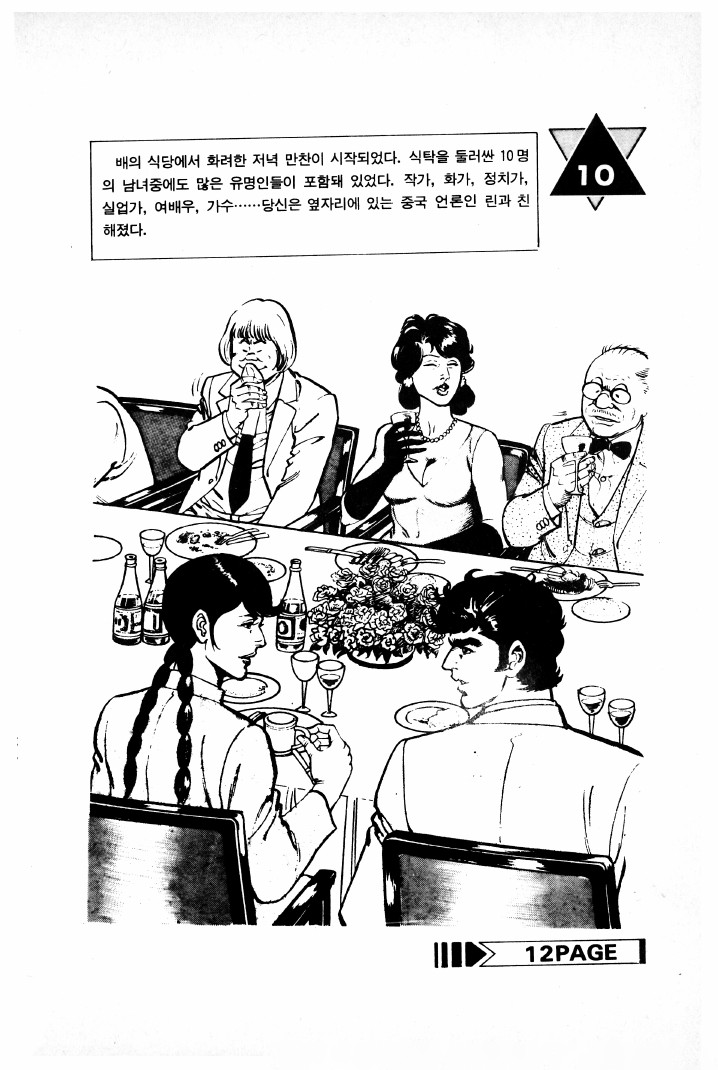 배의 식당에서 화려한 저녁 만찬이 시작되었다. 식탁을 둘러싼 10명
의 남녀중에도 많은 유명인들이 포함돼 있었다. 작가, 화가, 정치가,
실업가, 여배우, 가수……당신은 옆자리에 있는 중국 언론인 린과 친
해졌다.
10
12PAGE